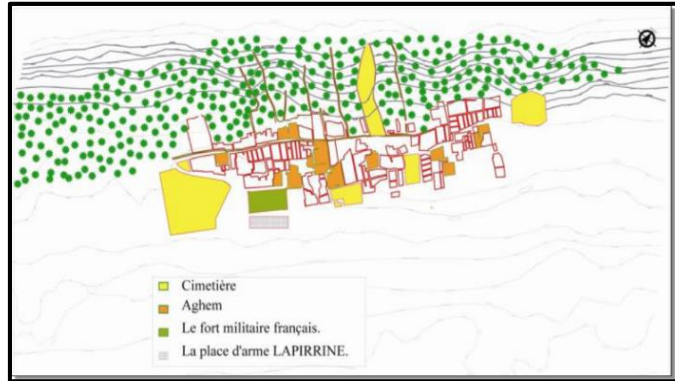 Cimetière
Aghem
Le fort militaire français.
La place d'arme LAPIRRINE.